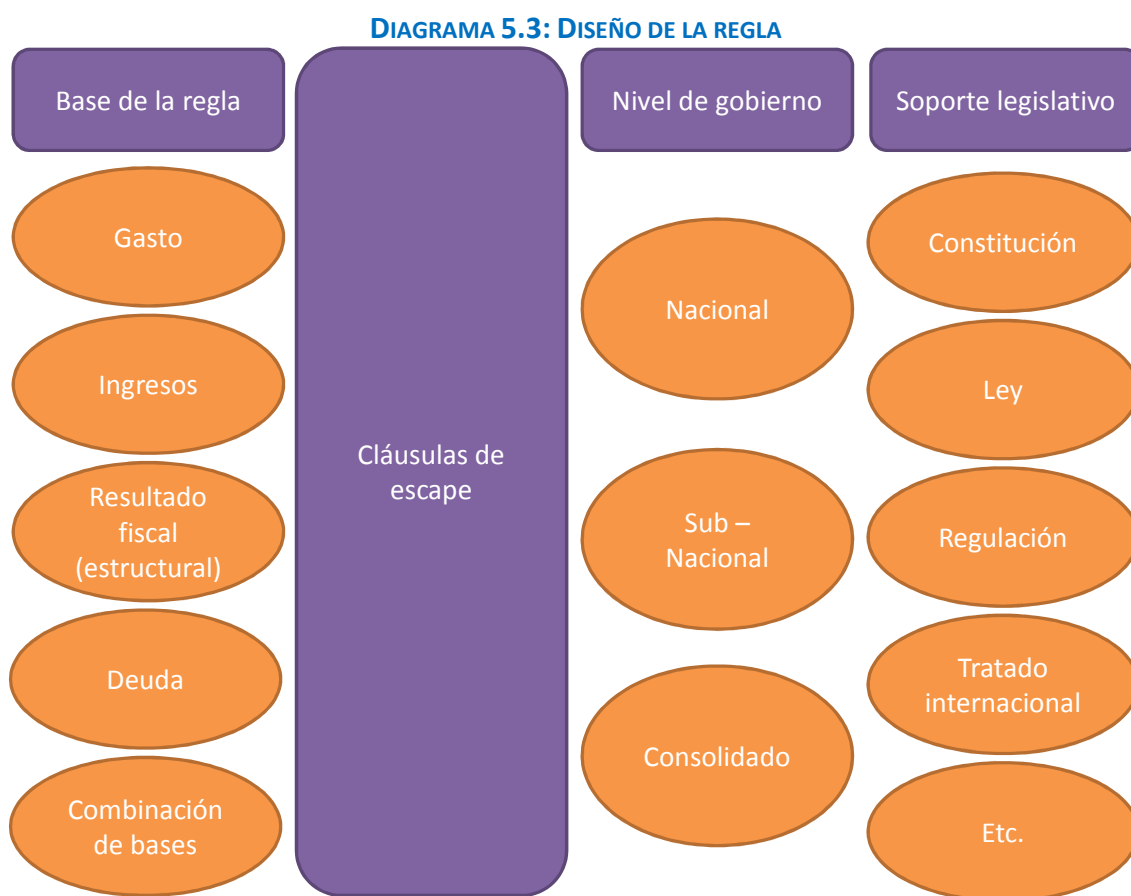 DIAGRAMA 5.3: DISEÑO DE LA REGLA
Base de la regla
Gasto
Ingresos
Resultado
fiscal
(estructural)
Deuda
Combinación
de bases
Cláusulas de
escape
Nivel de gobierno
Nacional
Sub –
Nacional
Consolidado
Soporte legislativo
Constitución
Ley
Regulación
Tratado
internacional
Etc.